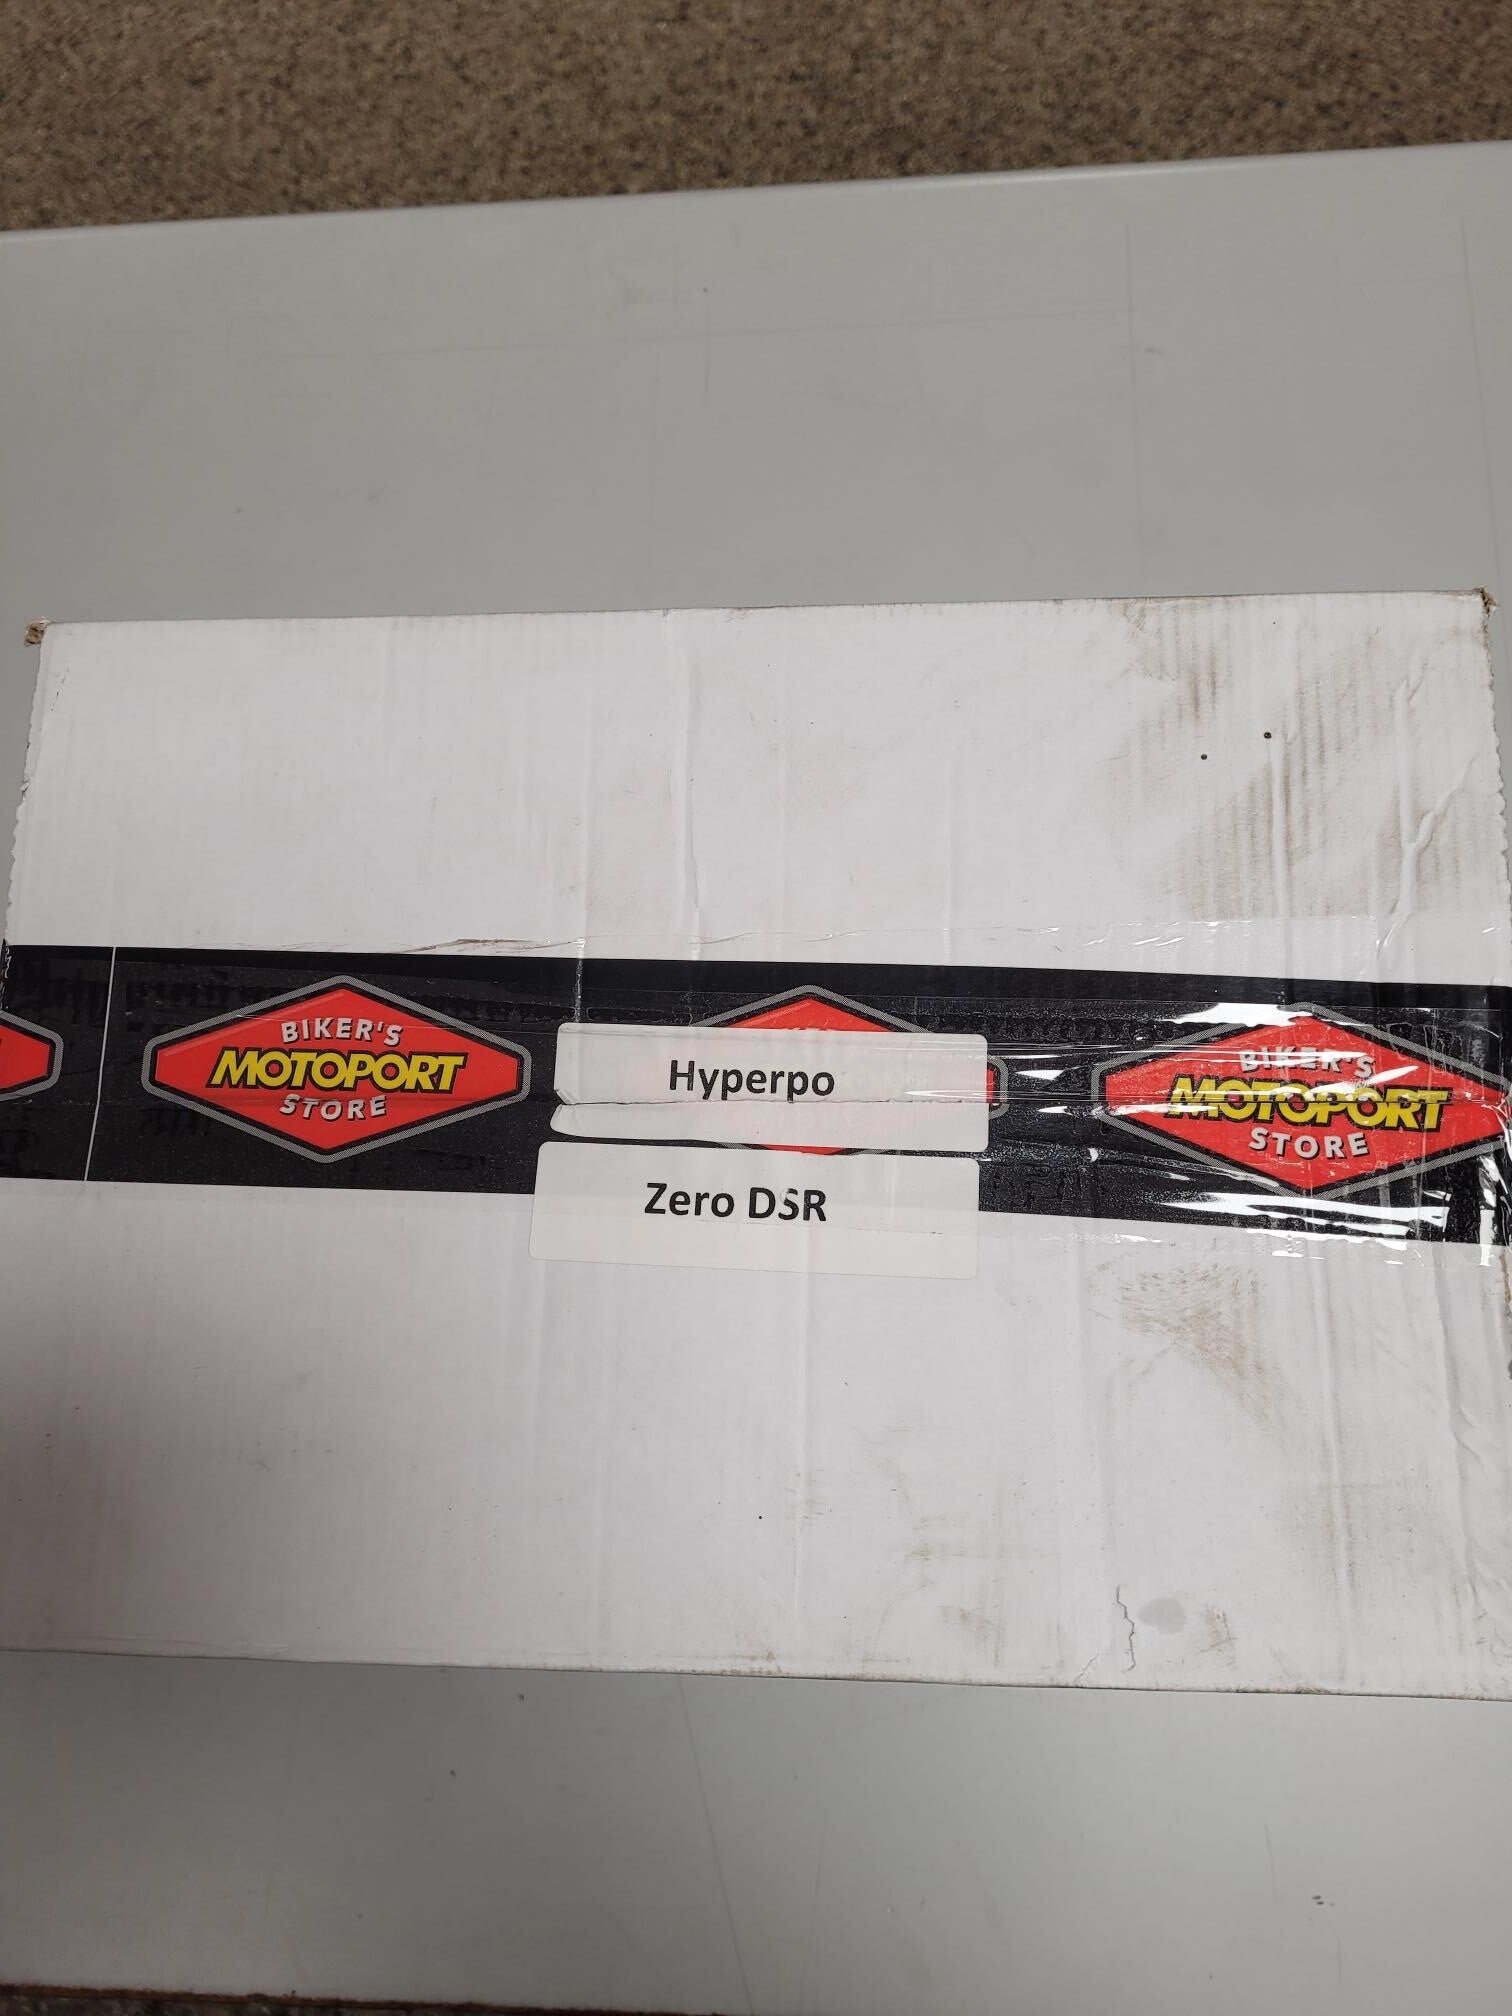 BIKER'S
MOTOPORT
STORE
Hyperpo
Zero DSR
BIKER'S
MOTOPORT
STORE